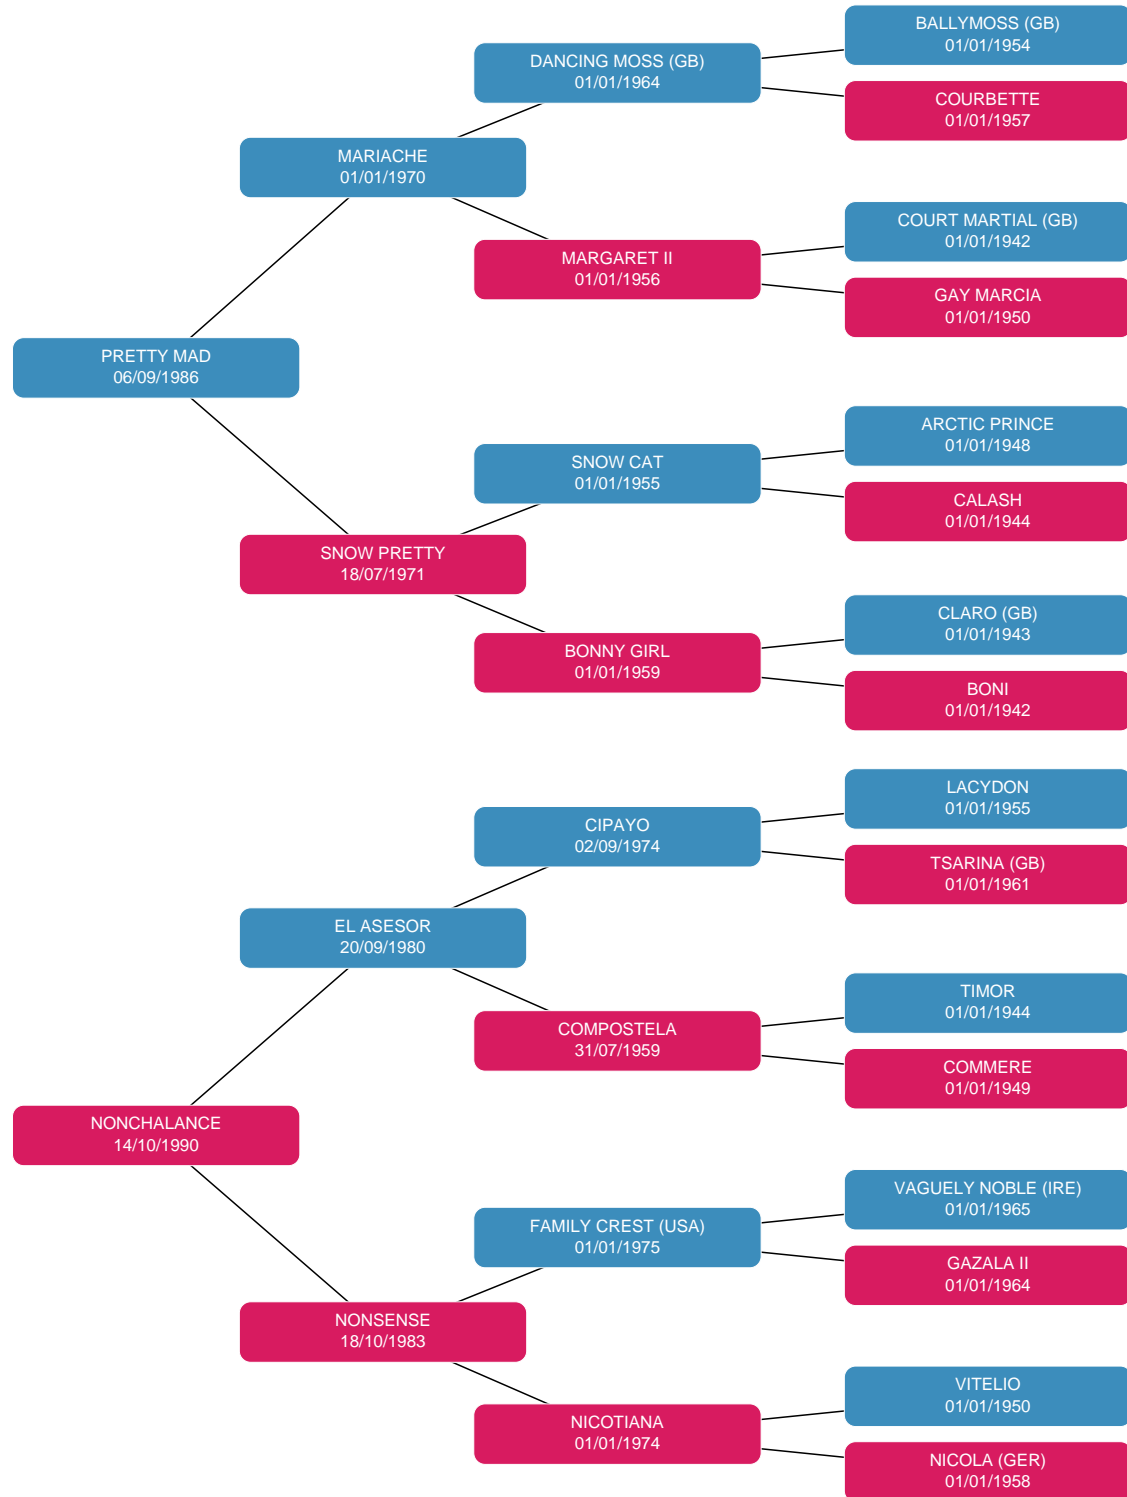 BALLYMOSS (GB)
01/01/1954
DANCING MOSS (GB)
01/01/1964
COURBETTE
01/01/1957
MARIACHE
01/01/1970
COURT MARTIAL (GB)
01/01/1942
MARGARET II
01/01/1956
GAY MARCIA
01/01/1950
PRETTY MAD
06/09/1986
ARCTIC PRINCE
01/01/1948
SNOW CAT
01/01/1955
CALASH
01/01/1944
SNOW PRETTY
18/07/1971
CLARO (GB)
01/01/1943
BONNY GIRL
01/01/1959
BONI
01/01/1942
LACYDON
01/01/1955
CIPAYO
02/09/1974
TSARINA (GB)
01/01/1961
EL ASESOR
20/09/1980
TIMOR
01/01/1944
COMPOSTELA
31/07/1959
COMMERE
01/01/1949
NONCHALANCE
14/10/1990
VAGUELY NOBLE (IRE)
01/01/1965
FAMILY CREST (USA)
01/01/1975
GAZALA II
01/01/1964
NONSENSE
18/10/1983
VITELIO
01/01/1950
NICOTIANA
01/01/1974
NICOLA (GER)
01/01/1958